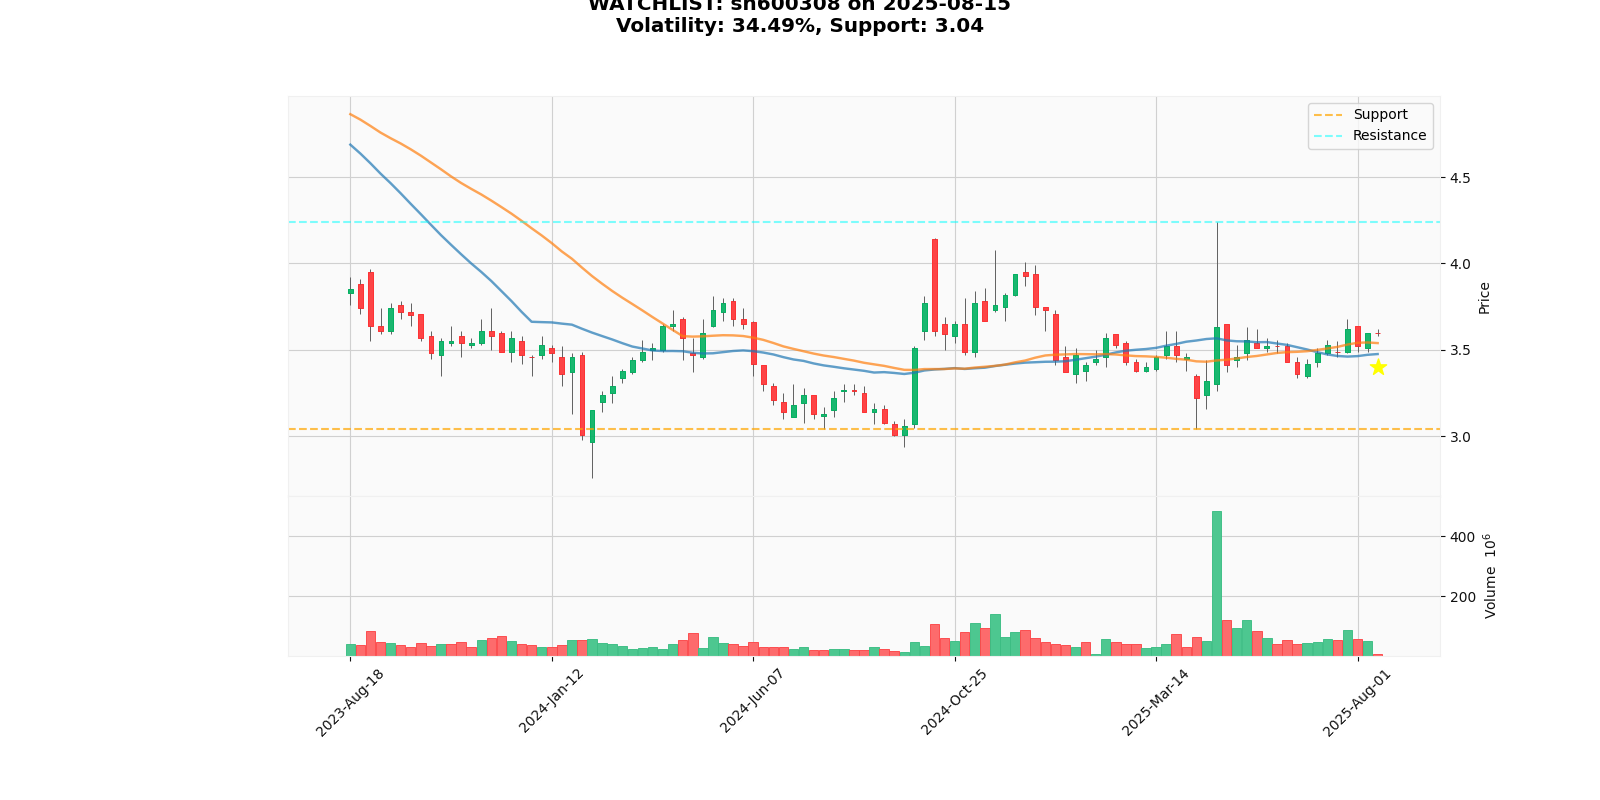 WATCHLIST: sh600308 on 2025-08-15
Volatility: 34.49%, Support: 3.04
Support
Resistance
4.5
4.0
3.5
3.0
Price
400
200
Volume 10⁶
2023-Aug-18
2024-Jan-12
2024-Jun-07
2024-Oct-25
2025-Mar-14
2025-Aug-01